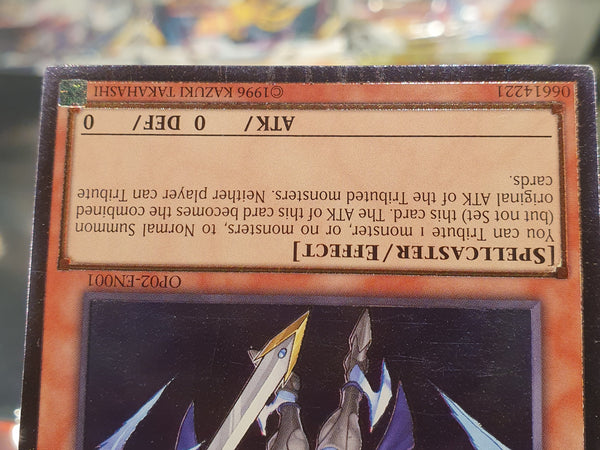 OP02-EN001
[SPELLCASTER/EFFECT]
You can Tribute 1 monster, or no monsters, to Normal Summon
(but not Set) this card. The ATK of this card becomes the combined
original ATK of the Tributed monsters. Neither player can Tribute
cards.
ATK/ 0 DEF/ 0
06614221 ©1996 KAZUKI TAKAHASHI